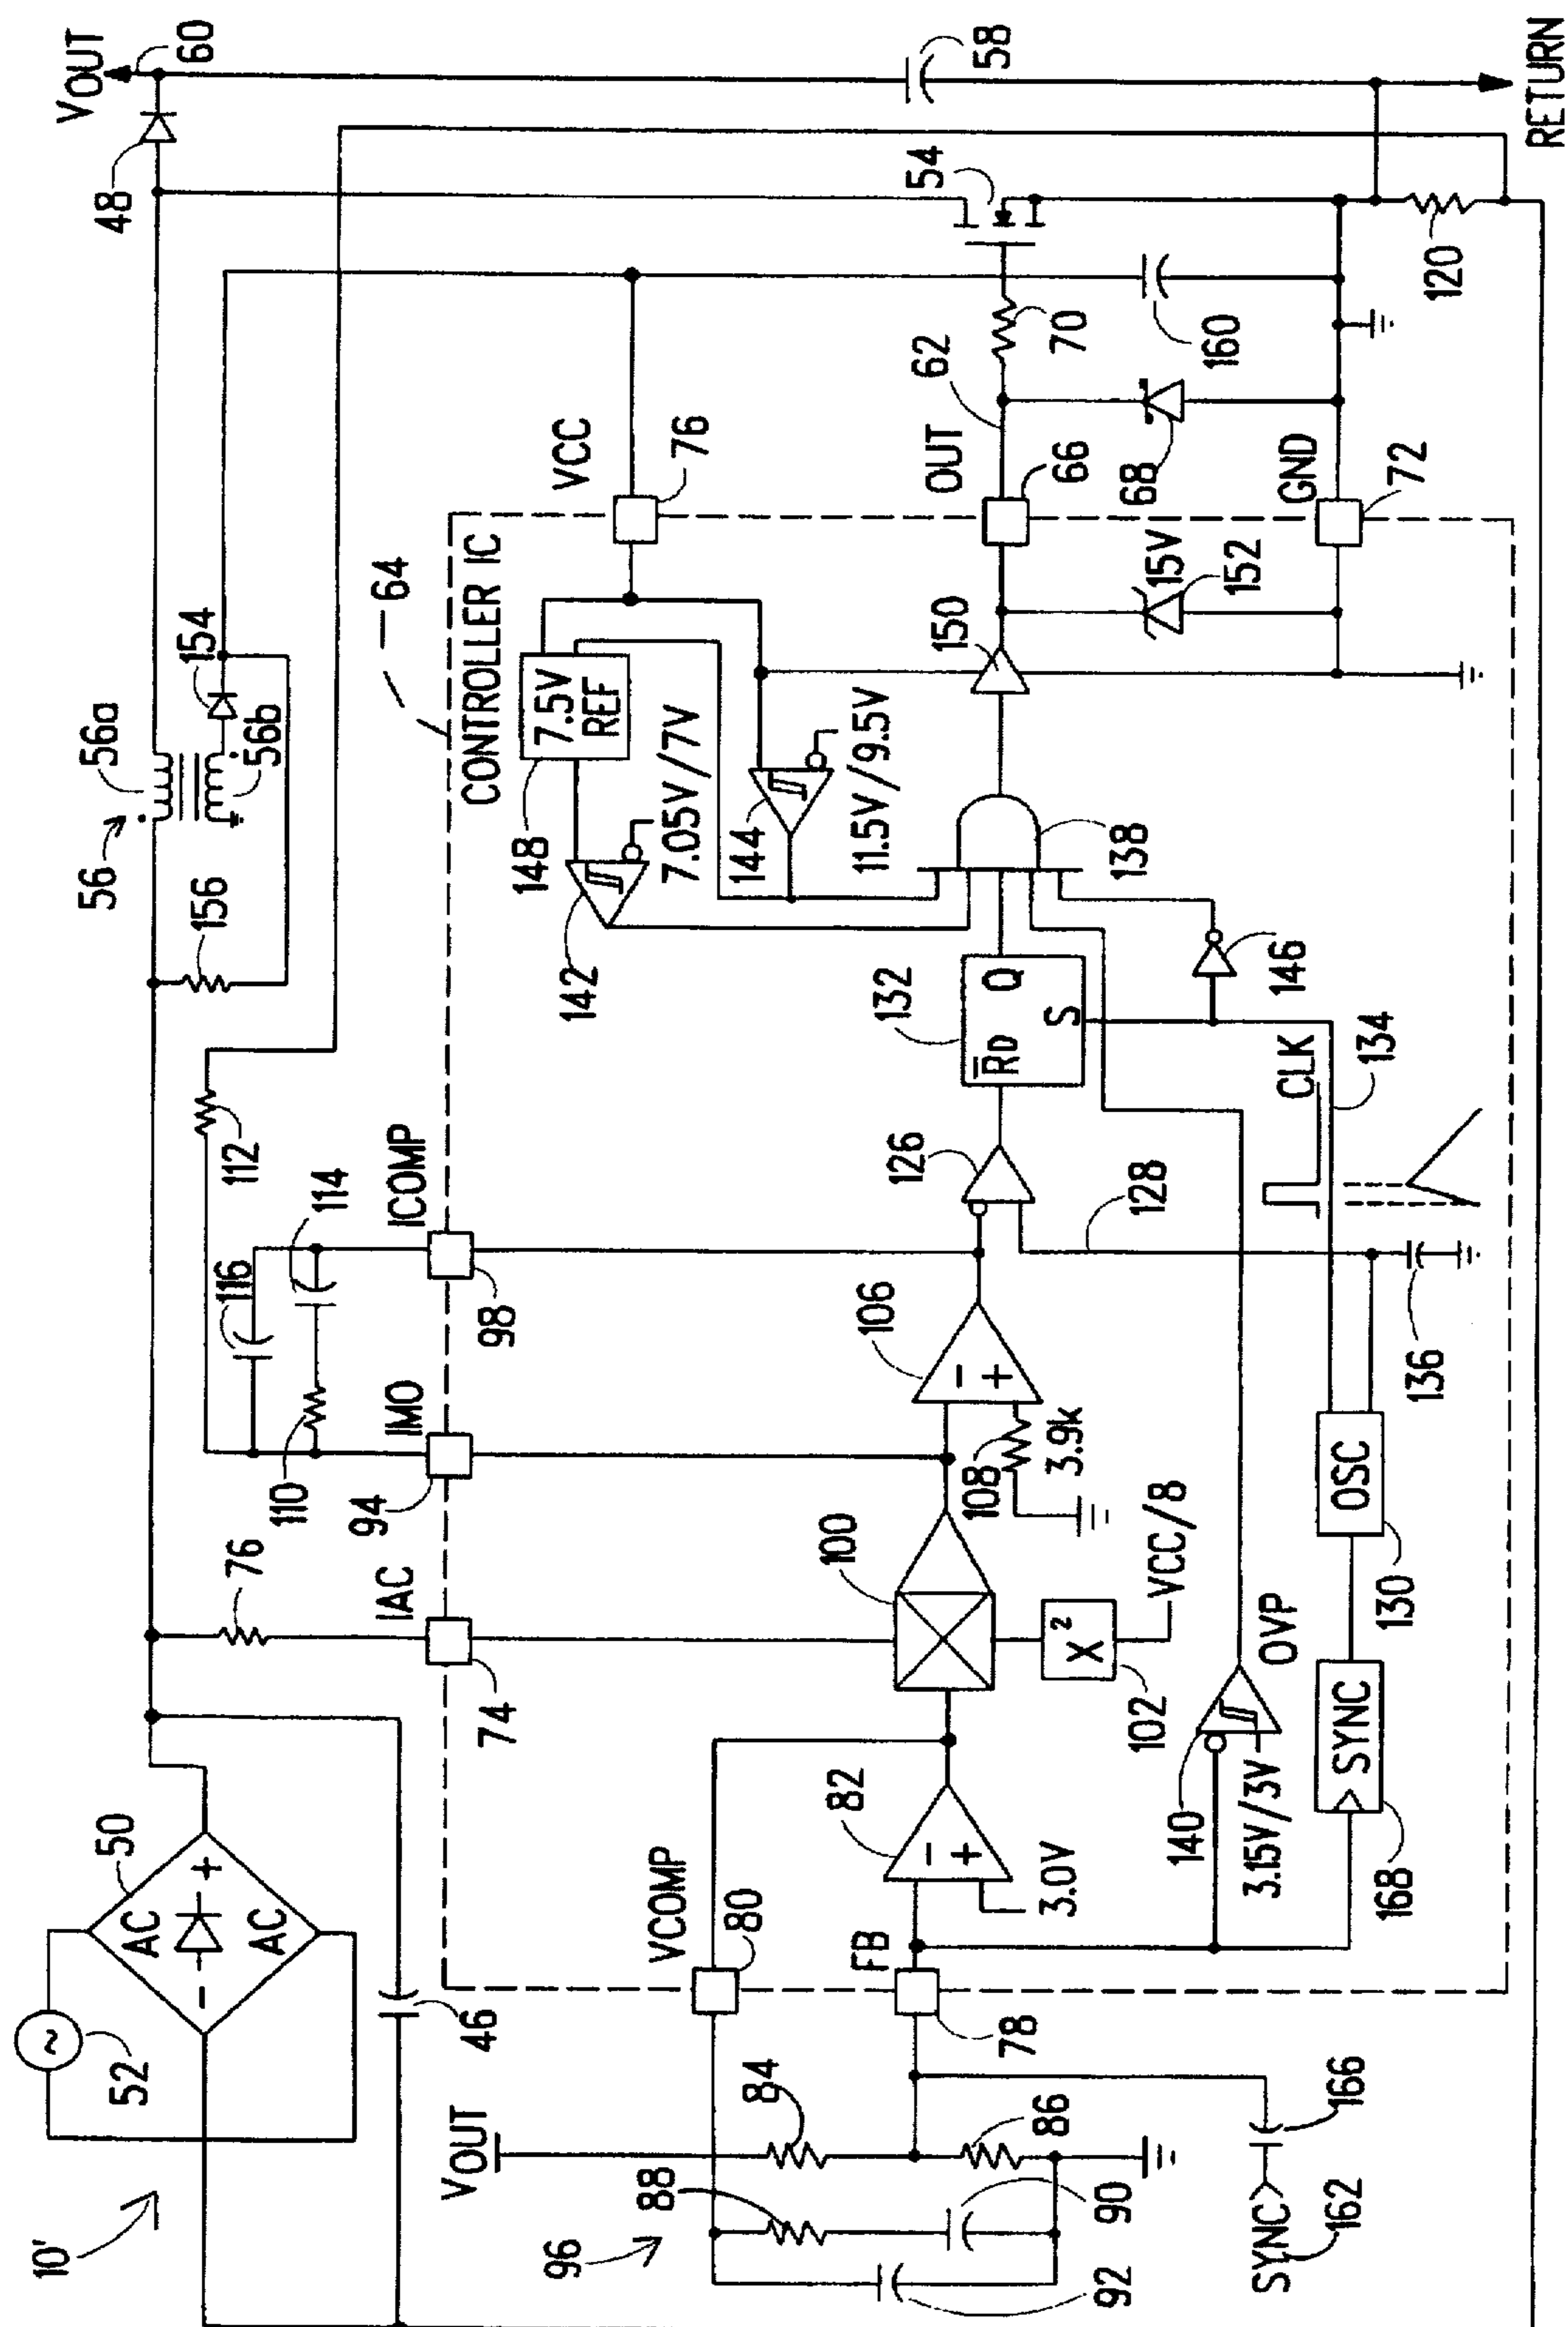 10'
52
50
AC
+
-
AC
~
46
76
IAC
74
110
IMO
94
116
114
112
ICOMP
98
156
56
56a
56b
154
64
CONTROLLER IC
48
VOUT
60
58
RETURN
54
VCC
76
148
7.5V
REF
142
7.05V/7V
144
11.5V/9.5V
138
150
OUT
62
66
70
160
68
15V
152
GND
72
120
VCOMP
80
FB
78
VOUT
84
86
88
90
92
96
SYNC
162
166
82
-
+
3.0V
100
X²
102
VCC/8
106
-
+
108
3.9k
126
128
132
R̅D
Q
S
146
CLK
134
136
140
3.15V/3V
OVP
SYNC
168
OSC
130